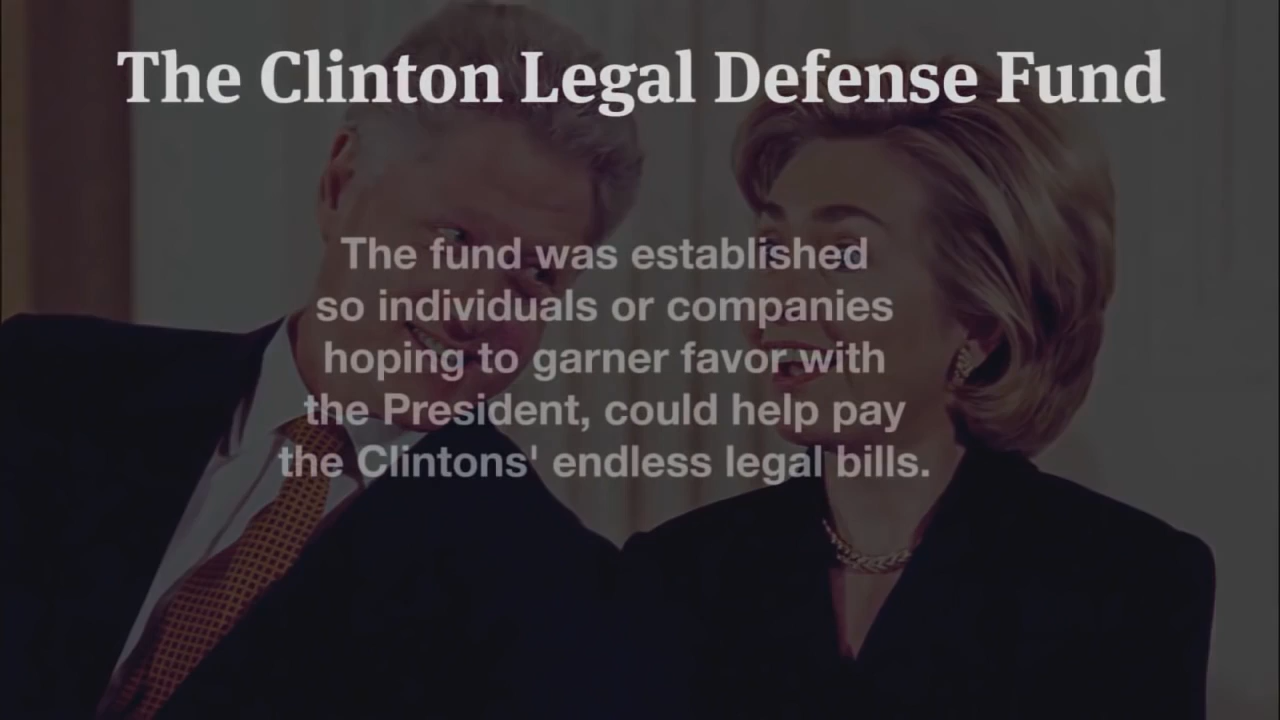 The Clinton Legal Defense Fund
The fund was established
so individuals or companies
hoping to garner favor with
the President, could help pay
the Clintons' endless legal bills.